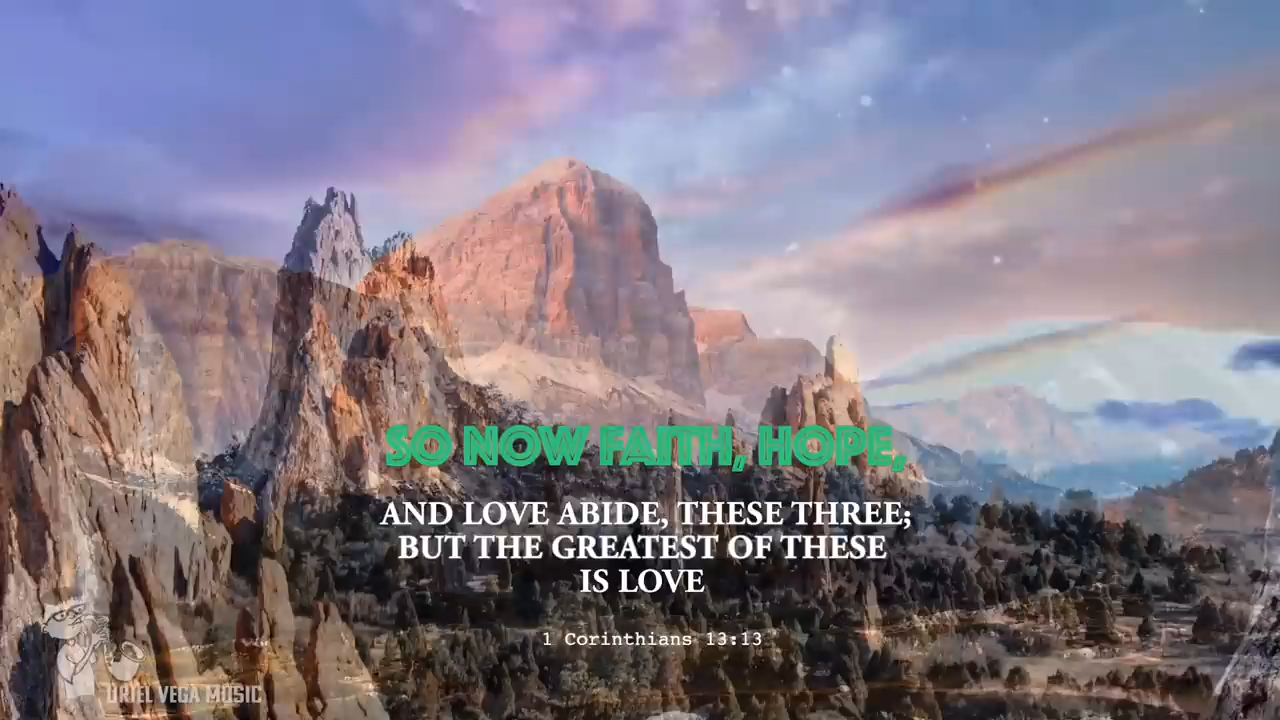 SO NOW FAITH, HOPE,
AND LOVE ABIDE, THESE THREE;
BUT THE GREATEST OF THESE
IS LOVE
1 Corinthians 13:13
URIEL VEGA MUSIC